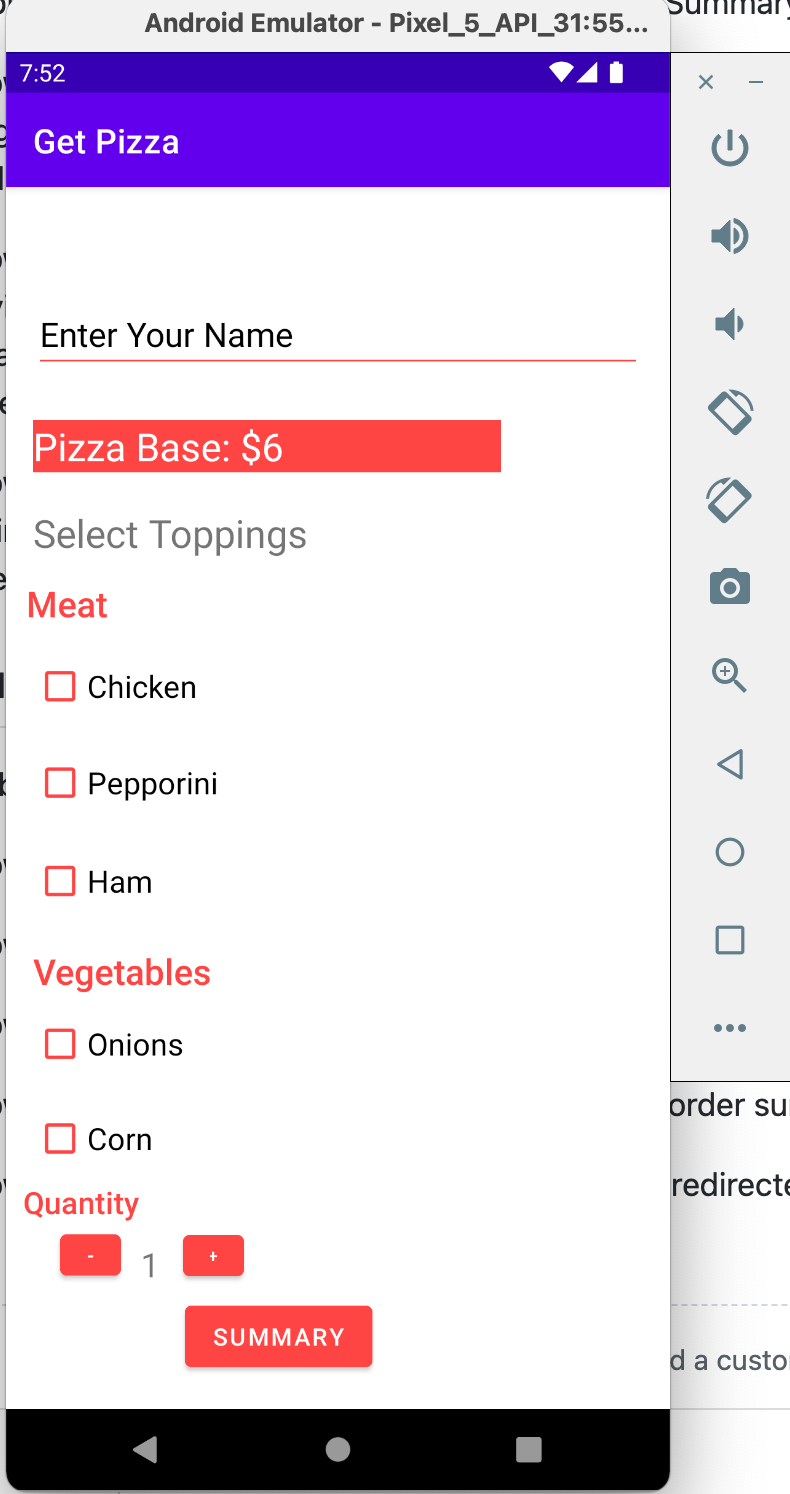 Summary
Android Emulator - Pixel_5_API_31:55...
7:52
Get Pizza
Enter Your Name
Pizza Base: $6
Select Toppings
Meat
Chicken
Pepporini
Ham
Vegetables
Onions
Corn
order su
Quantity
redirecte
- 1 +
SUMMARY
d a custo